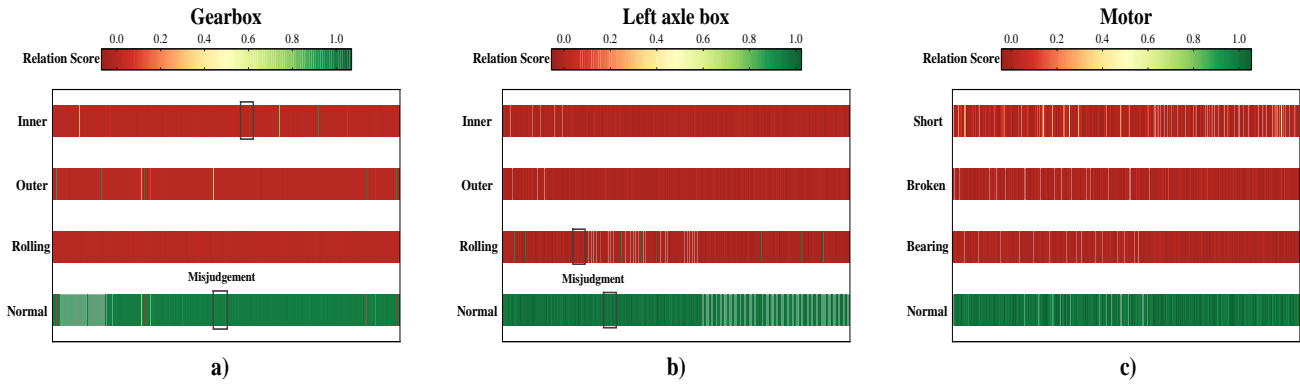 Gearbox
0.0 0.2 0.4 0.6 0.8 1.0
Relation Score
Inner
Outer
Rolling
Misjudgement
Normal
a)
Left axle box
0.0 0.2 0.4 0.6 0.8 1.0
Relation Score
Inner
Outer
Rolling
Misjudgment
Normal
b)
Motor
0.0 0.2 0.4 0.6 0.8 1.0
Relation Score
Short
Broken
Bearing
Normal
c)